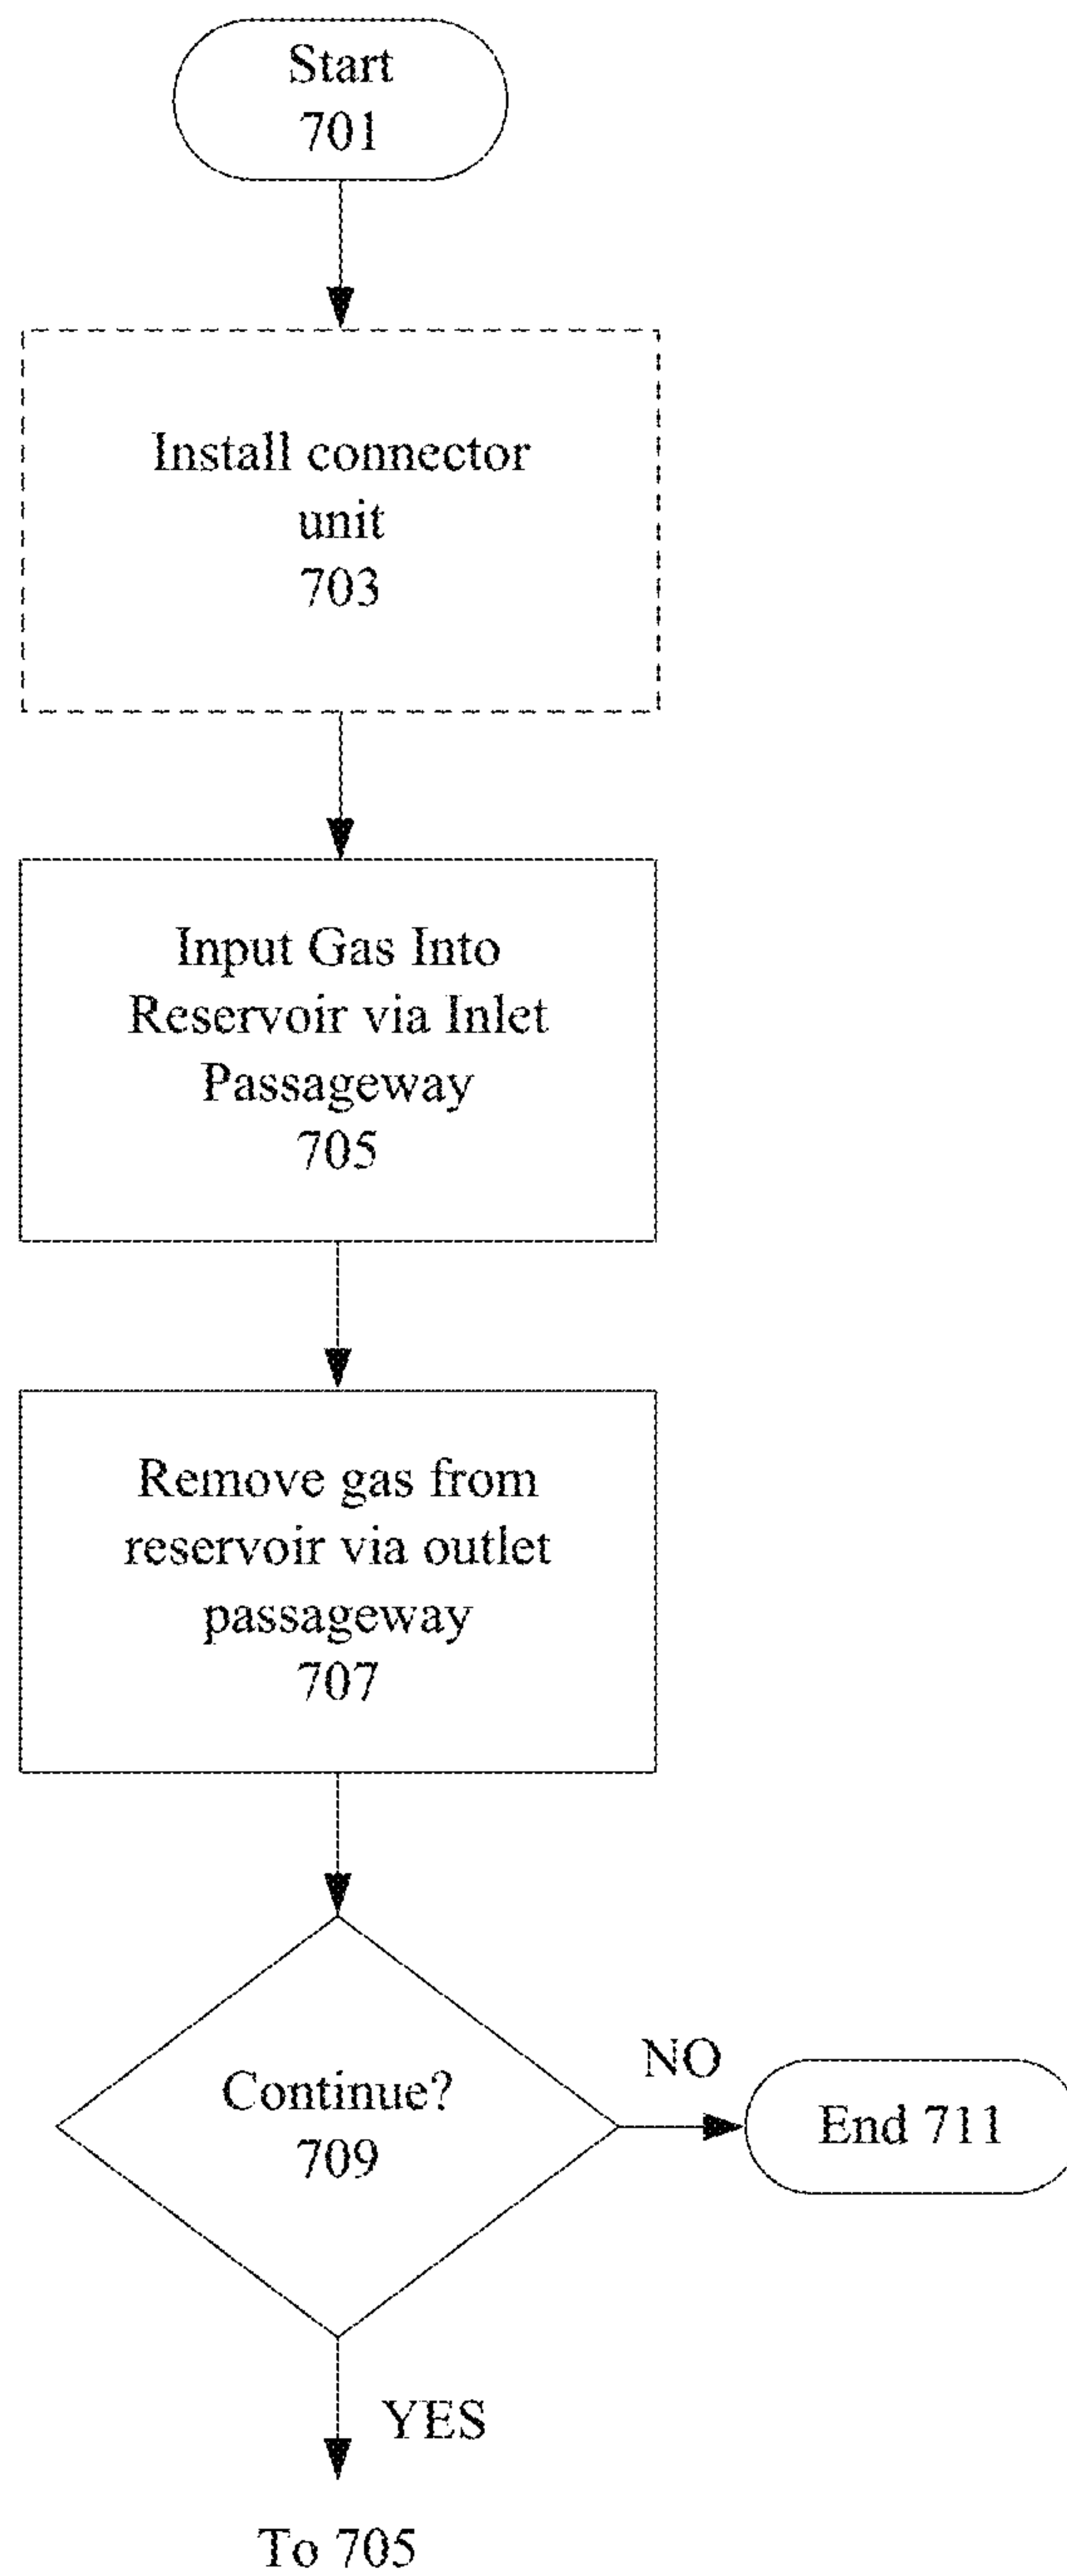 Start
701
Install connector
unit
703
Input Gas Into
Reservoir via Inlet
Passageway
705
Remove gas from
reservoir via outlet
passageway
707
Continue?
709
NO
End 711
YES
To 705